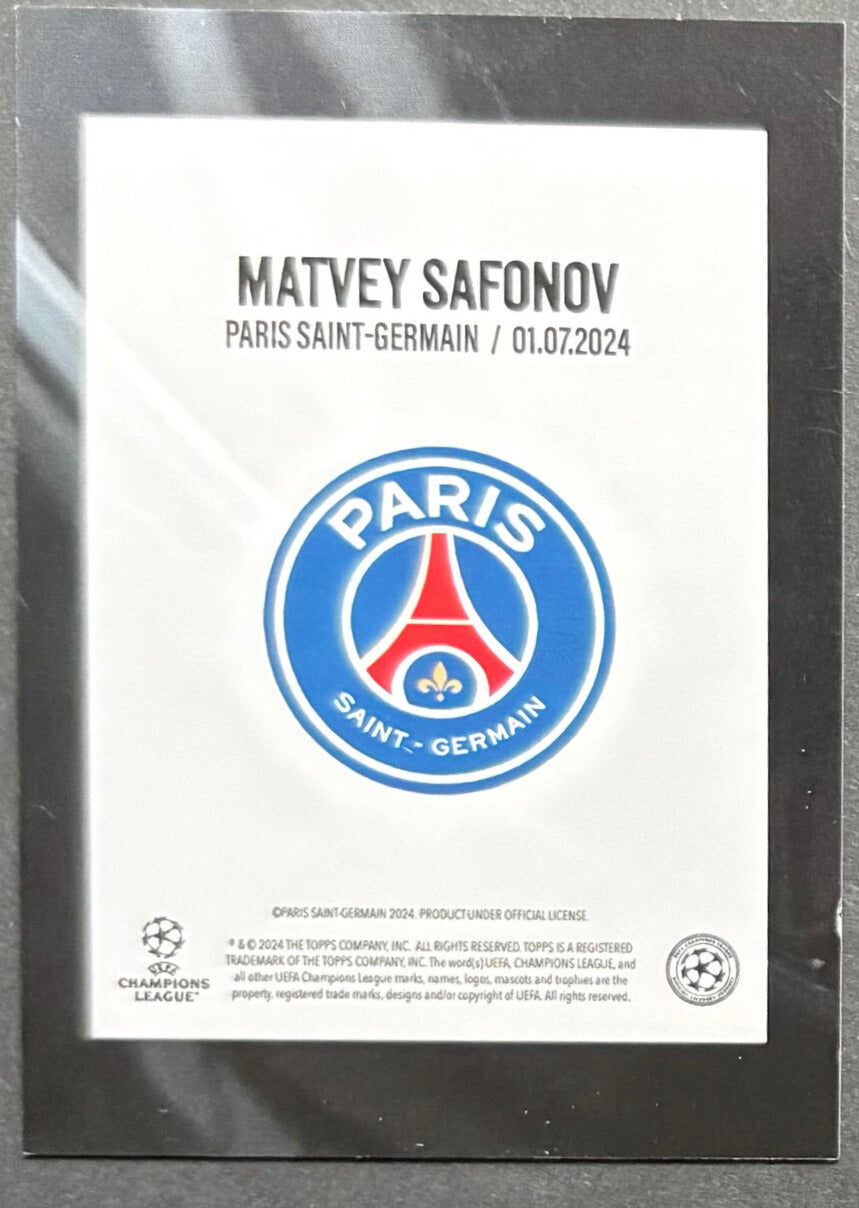 MATVEY SAFONOV
PARIS SAINT-GERMAIN / 01.07.2024
PARIS
SAINT - GERMAIN
©PARIS SAINT-GERMAIN 2024. PRODUCT UNDER OFFICIAL LICENSE.
® & © 2024 THE TOPPS COMPANY, INC. ALL RIGHTS RESERVED. TOPPS IS A REGISTERED
TRADEMARK OF THE TOPPS COMPANY, INC. The word(s) UEFA, CHAMPIONS LEAGUE, and
all other UEFA Champions League marks, names, logos, mascots and trophies are the
property, registered trade marks, designs and/or copyright of UEFA. All rights reserved.
UEFA
CHAMPIONS
LEAGUE